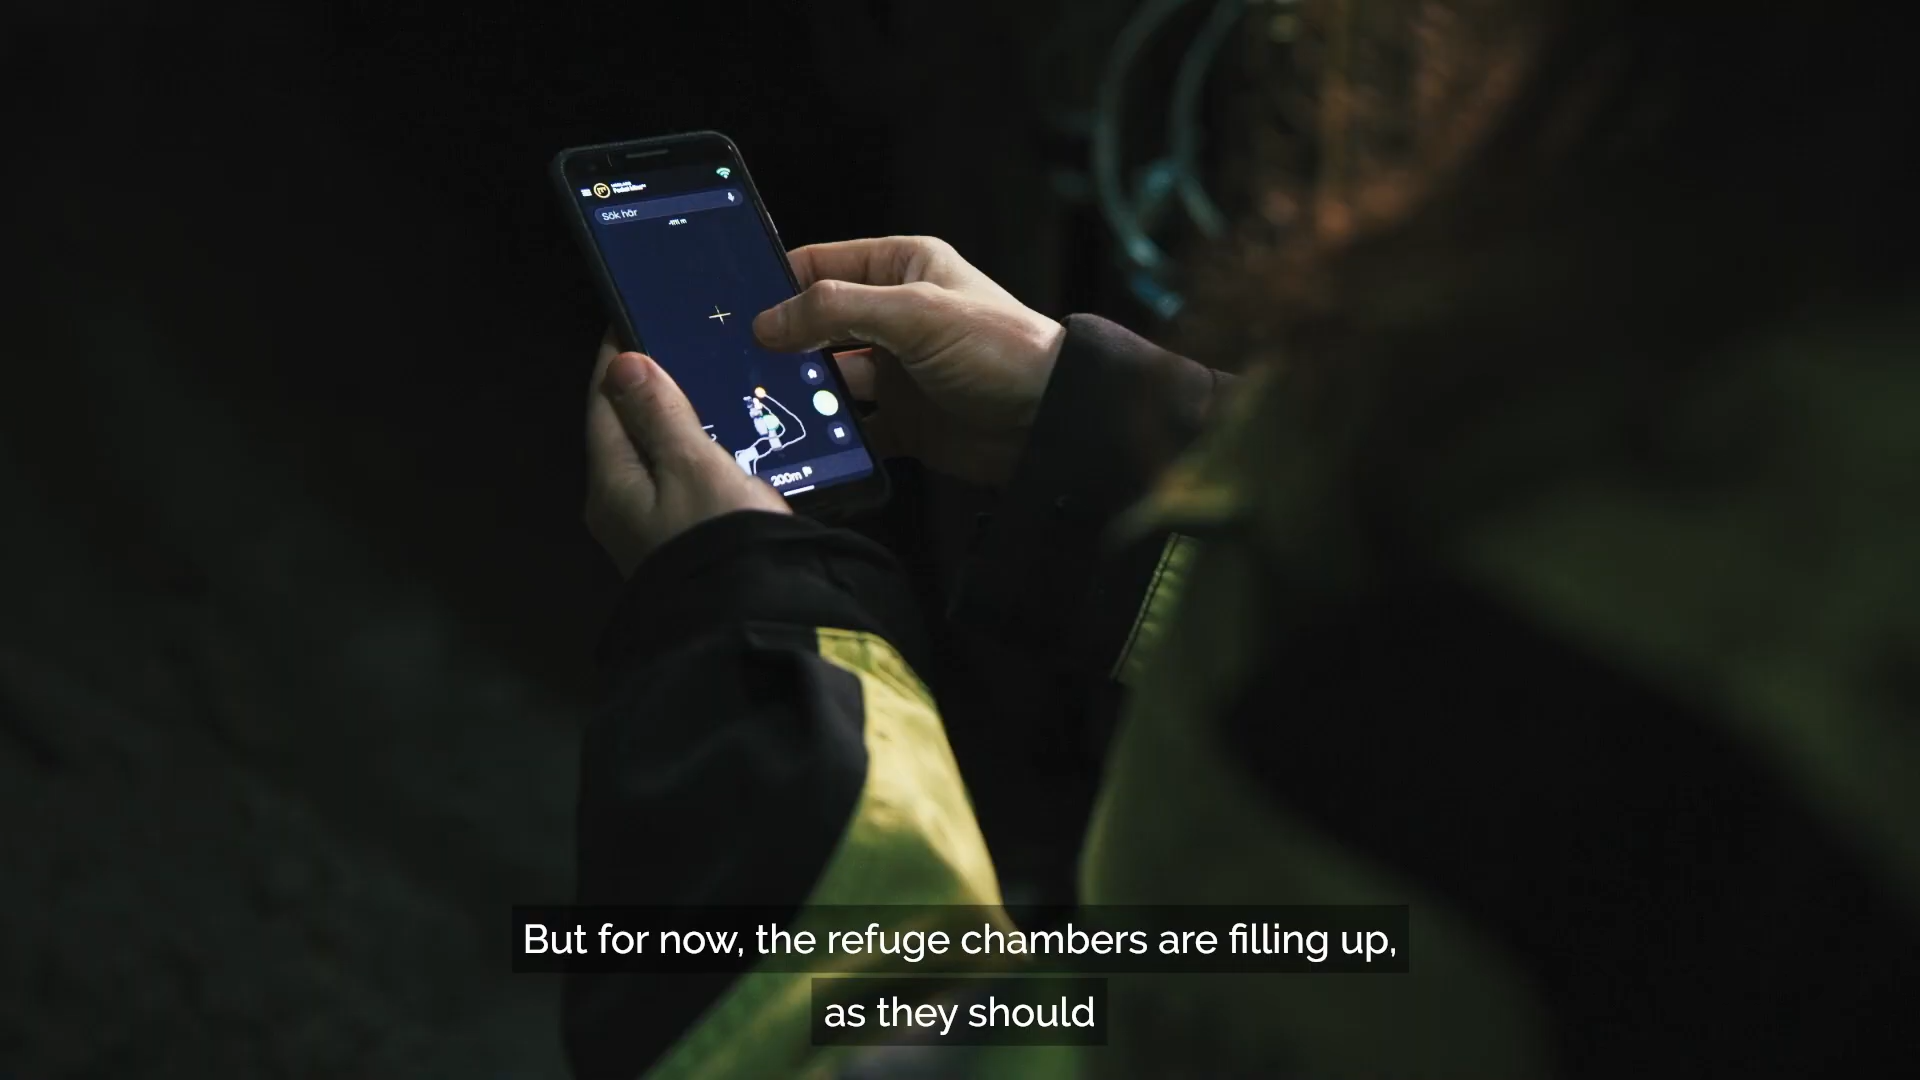 Sök här
200m
But for now, the refuge chambers are filling up,
as they should